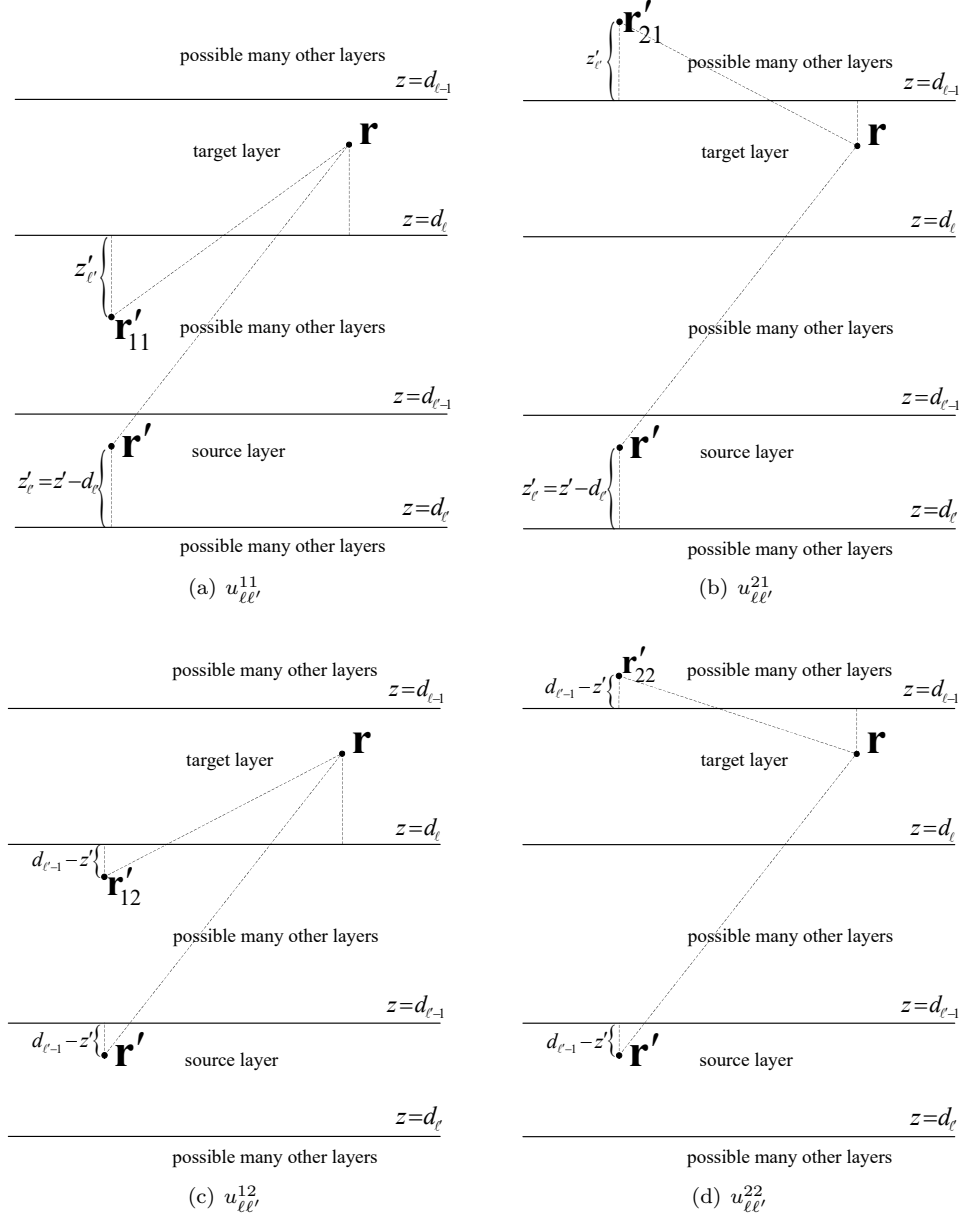 r′₂₁
possible many other layers
z = d_{ℓ−1}
r
target layer
z = d_ℓ
z′_{ℓ′}
r′₁₁
possible many other layers
z = d_{ℓ′−1}
r′
source layer
z′_{ℓ′} = z′ − d_{ℓ′}
z = d_{ℓ′}
possible many other layers
(a) u^{11}_{ℓℓ′}
z′_{ℓ′}
possible many other layers
z = d_{ℓ−1}
r
target layer
z = d_ℓ
possible many other layers
z = d_{ℓ′−1}
r′
source layer
z′_{ℓ′} = z′ − d_{ℓ′}
z = d_{ℓ′}
possible many other layers
(b) u^{21}_{ℓℓ′}
possible many other layers
z = d_{ℓ−1}
r
target layer
z = d_ℓ
d_{ℓ′−1} − z′
r′₁₂
possible many other layers
z = d_{ℓ′−1}
d_{ℓ′−1} − z′
r′
source layer
z = d_{ℓ′}
possible many other layers
(c) u^{12}_{ℓℓ′}
r′₂₂
possible many other layers
d_{ℓ′−1} − z′
z = d_{ℓ−1}
r
target layer
z = d_ℓ
possible many other layers
z = d_{ℓ′−1}
d_{ℓ′−1} − z′
r′
source layer
z = d_{ℓ′}
possible many other layers
(d) u^{22}_{ℓℓ′}